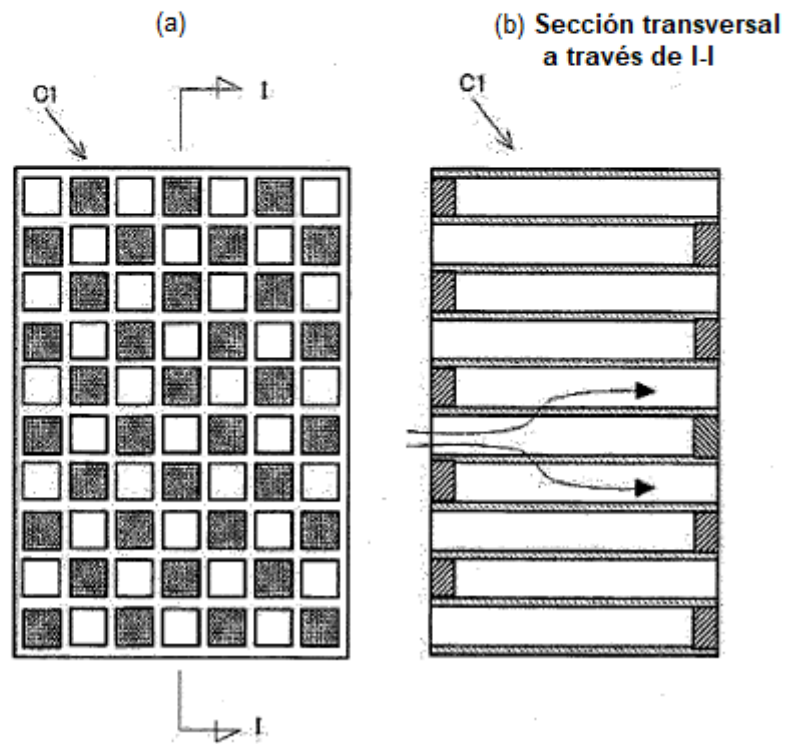 (a)
(b) Sección transversal
a través de I-I
C1
C1
I
I